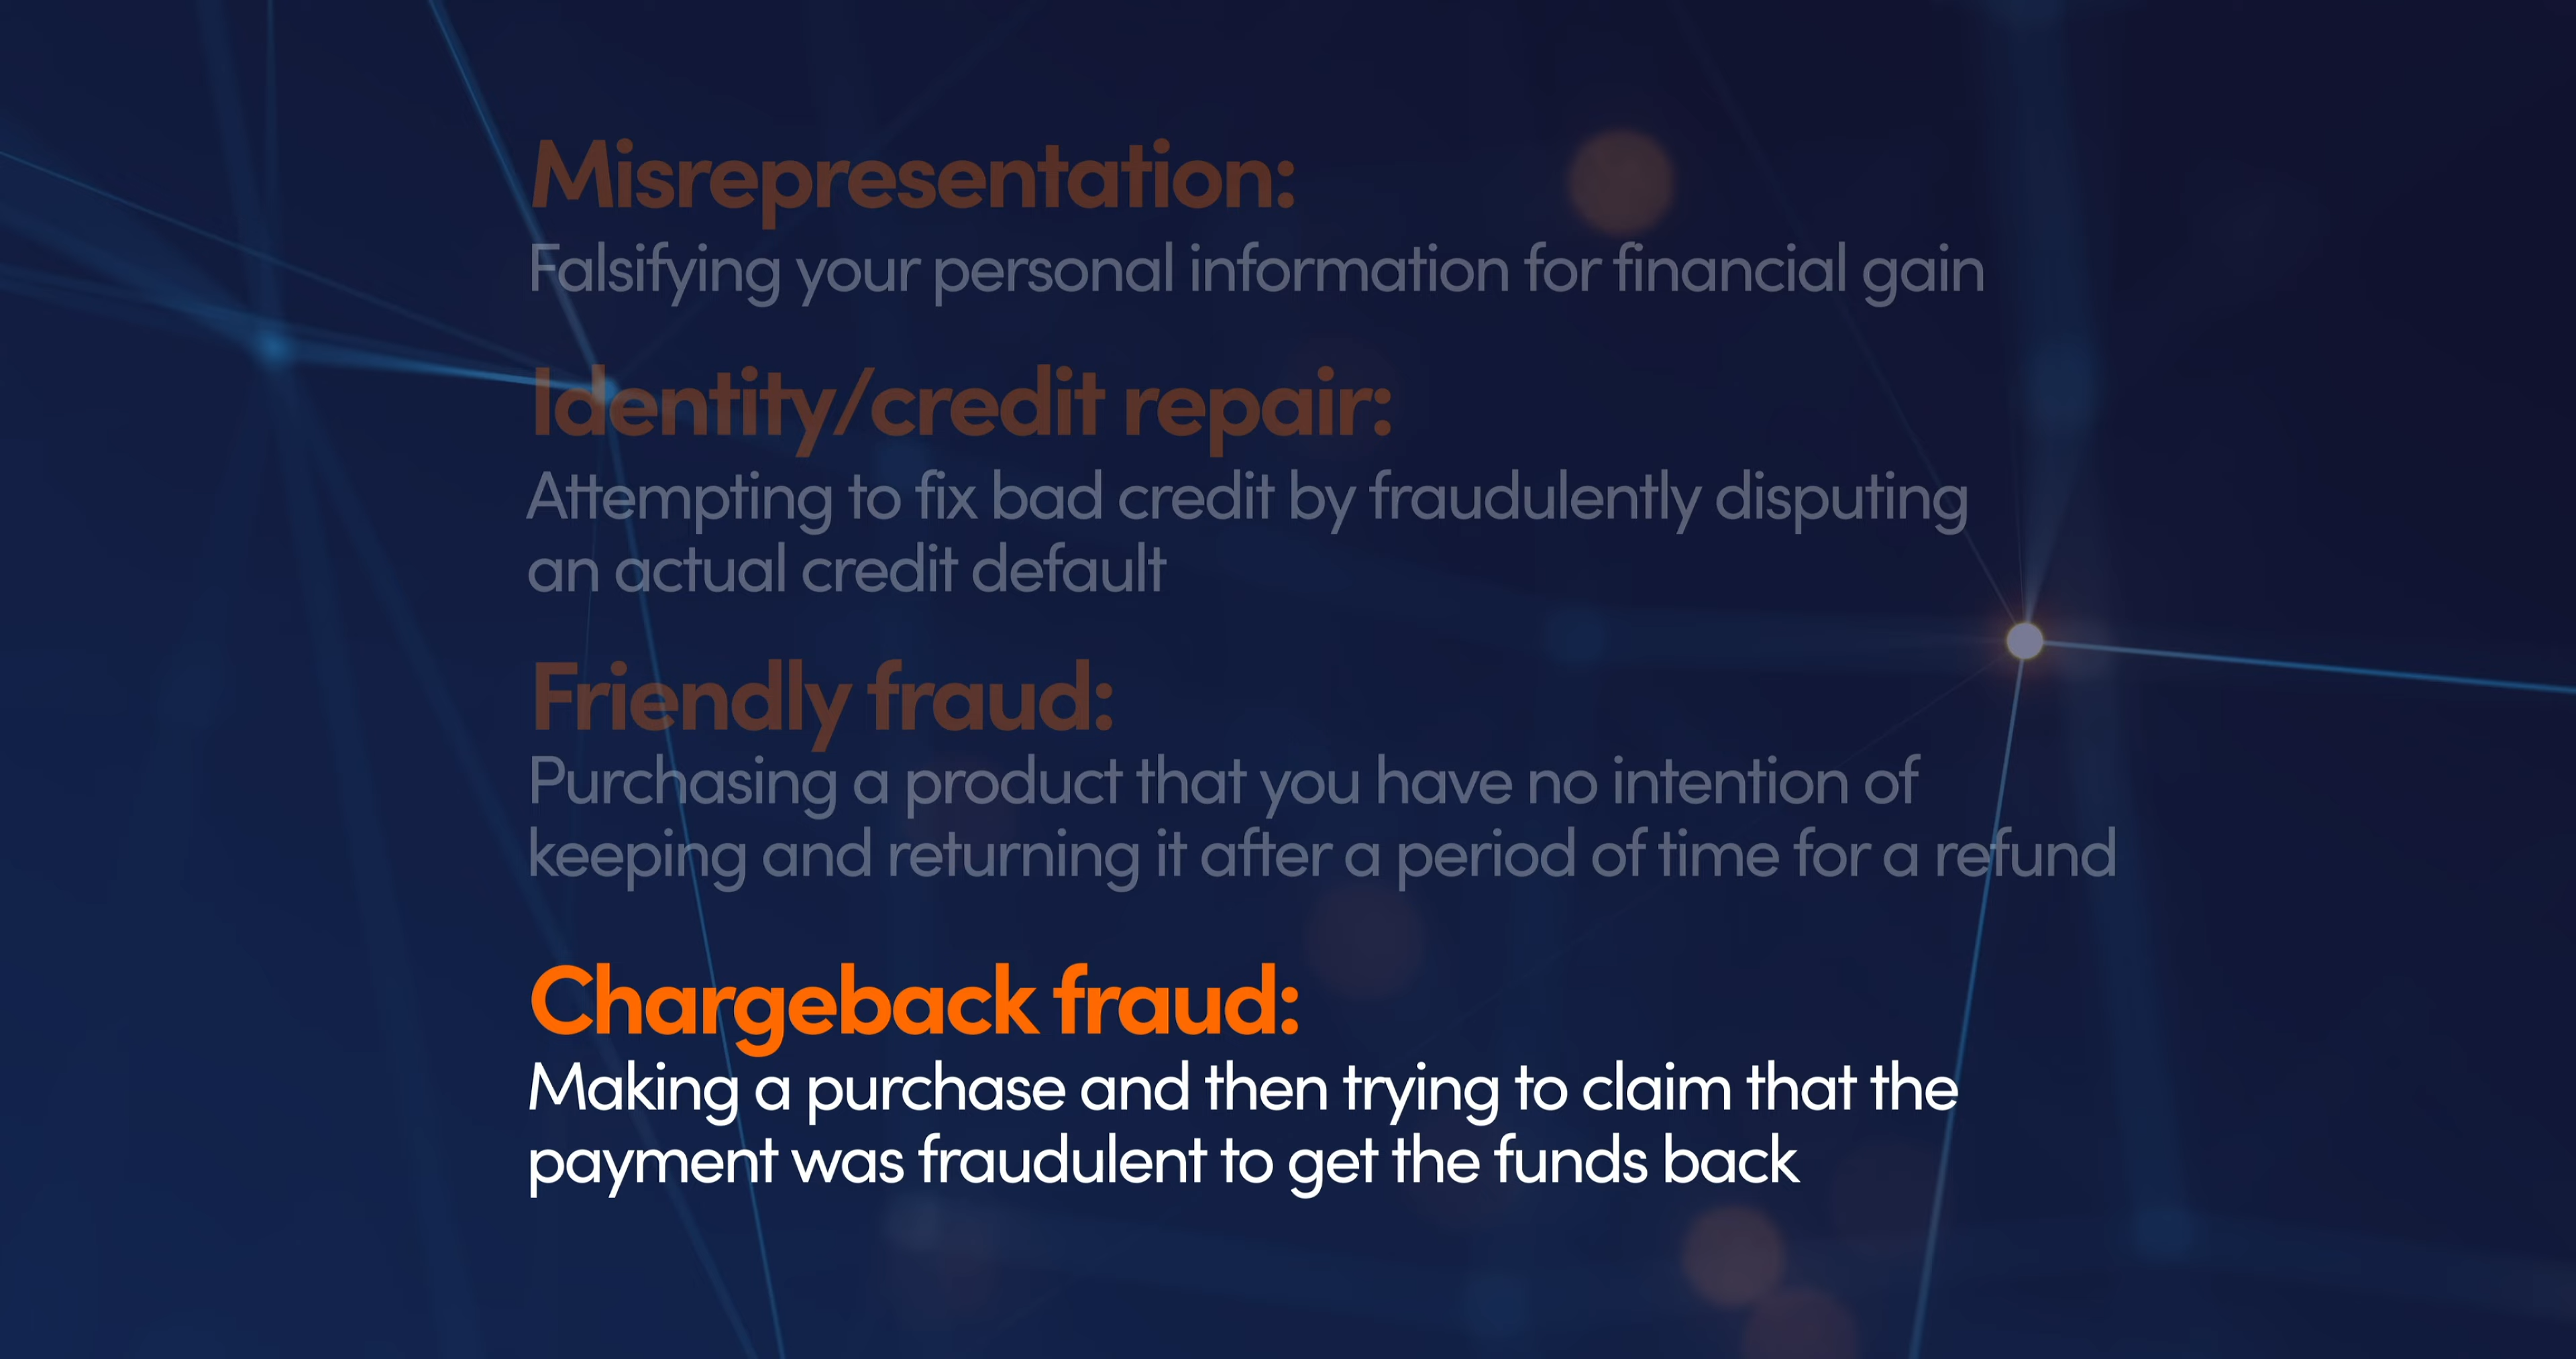 Misrepresentation:
Falsifying your personal information for financial gain
Identity/credit repair:
Attempting to fix bad credit by fraudulently disputing
an actual credit default
Friendly fraud:
Purchasing a product that you have no intention of
keeping and returning it after a period of time for a refund
Chargeback fraud:
Making a purchase and then trying to claim that the
payment was fraudulent to get the funds back